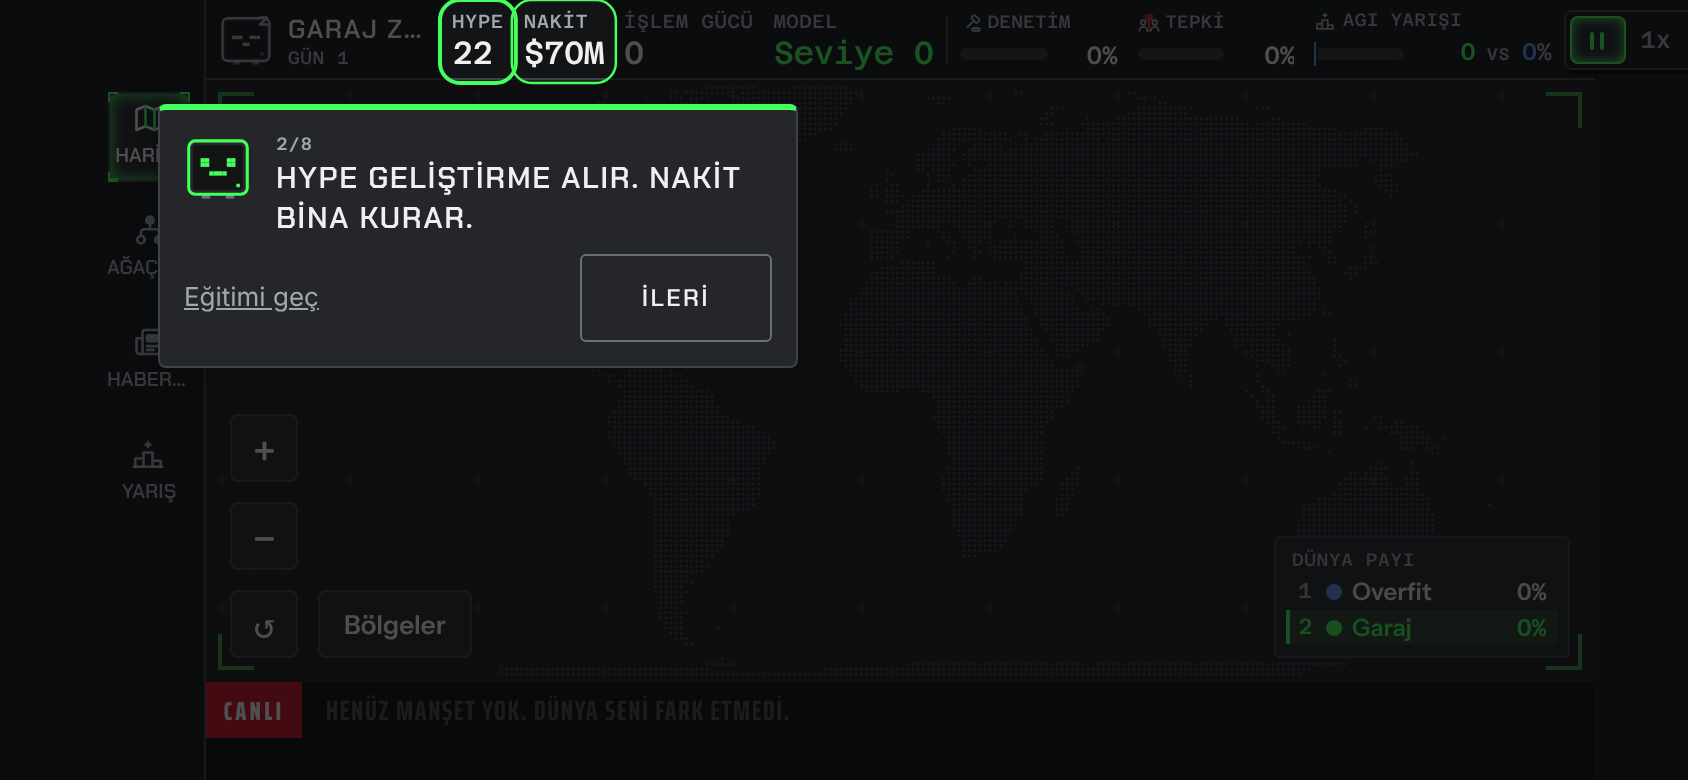 GARAJ Z...
GÜN 1
HYPE
22
NAKİT
$70M
İŞLEM GÜCÜ
0
MODEL
Seviye 0
DENETİM
0%
TEPKİ
0%
AGI YARIŞI
0 VS 0%
1x
HARİ
AĞAÇ
HABER...
YARIŞ
2/8
HYPE GELİŞTİRME ALIR. NAKİT
BİNA KURAR.
Eğitimi geç
İLERİ
+
−
↺
Bölgeler
DÜNYA PAYI
1 Overfit 0%
2 Garaj 0%
CANLI
HENÜZ MANŞET YOK. DÜNYA SENİ FARK ETMEDİ.